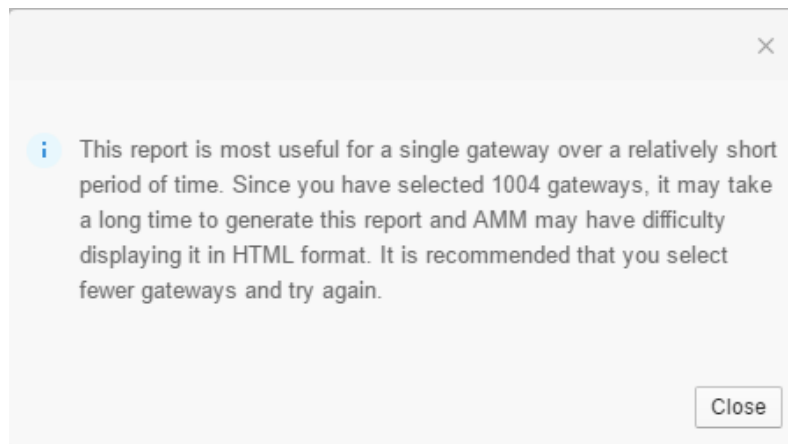 This report is most useful for a single gateway over a relatively short
period of time. Since you have selected 1004 gateways, it may take
a long time to generate this report and AMM may have difficulty
displaying it in HTML format. It is recommended that you select
fewer gateways and try again.
Close